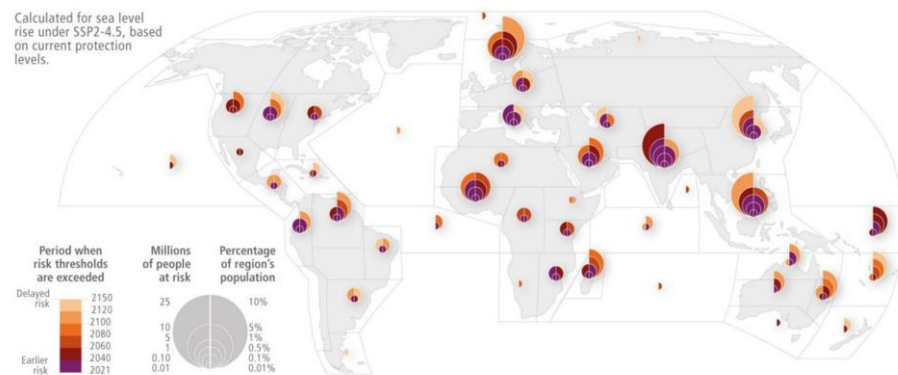 Calculated for sea level
rise under SSP2-4.5, based
on current protection
levels.
Period when
risk thresholds
are exceeded
Delayed
risk
2150
2120
2100
2080
2060
2040
2021
Earlier
risk
Millions
of people
at risk
25
10
5
1
0.10
0.01
Percentage
of region's
population
10%
5%
1%
0.5%
0.1%
0.01%